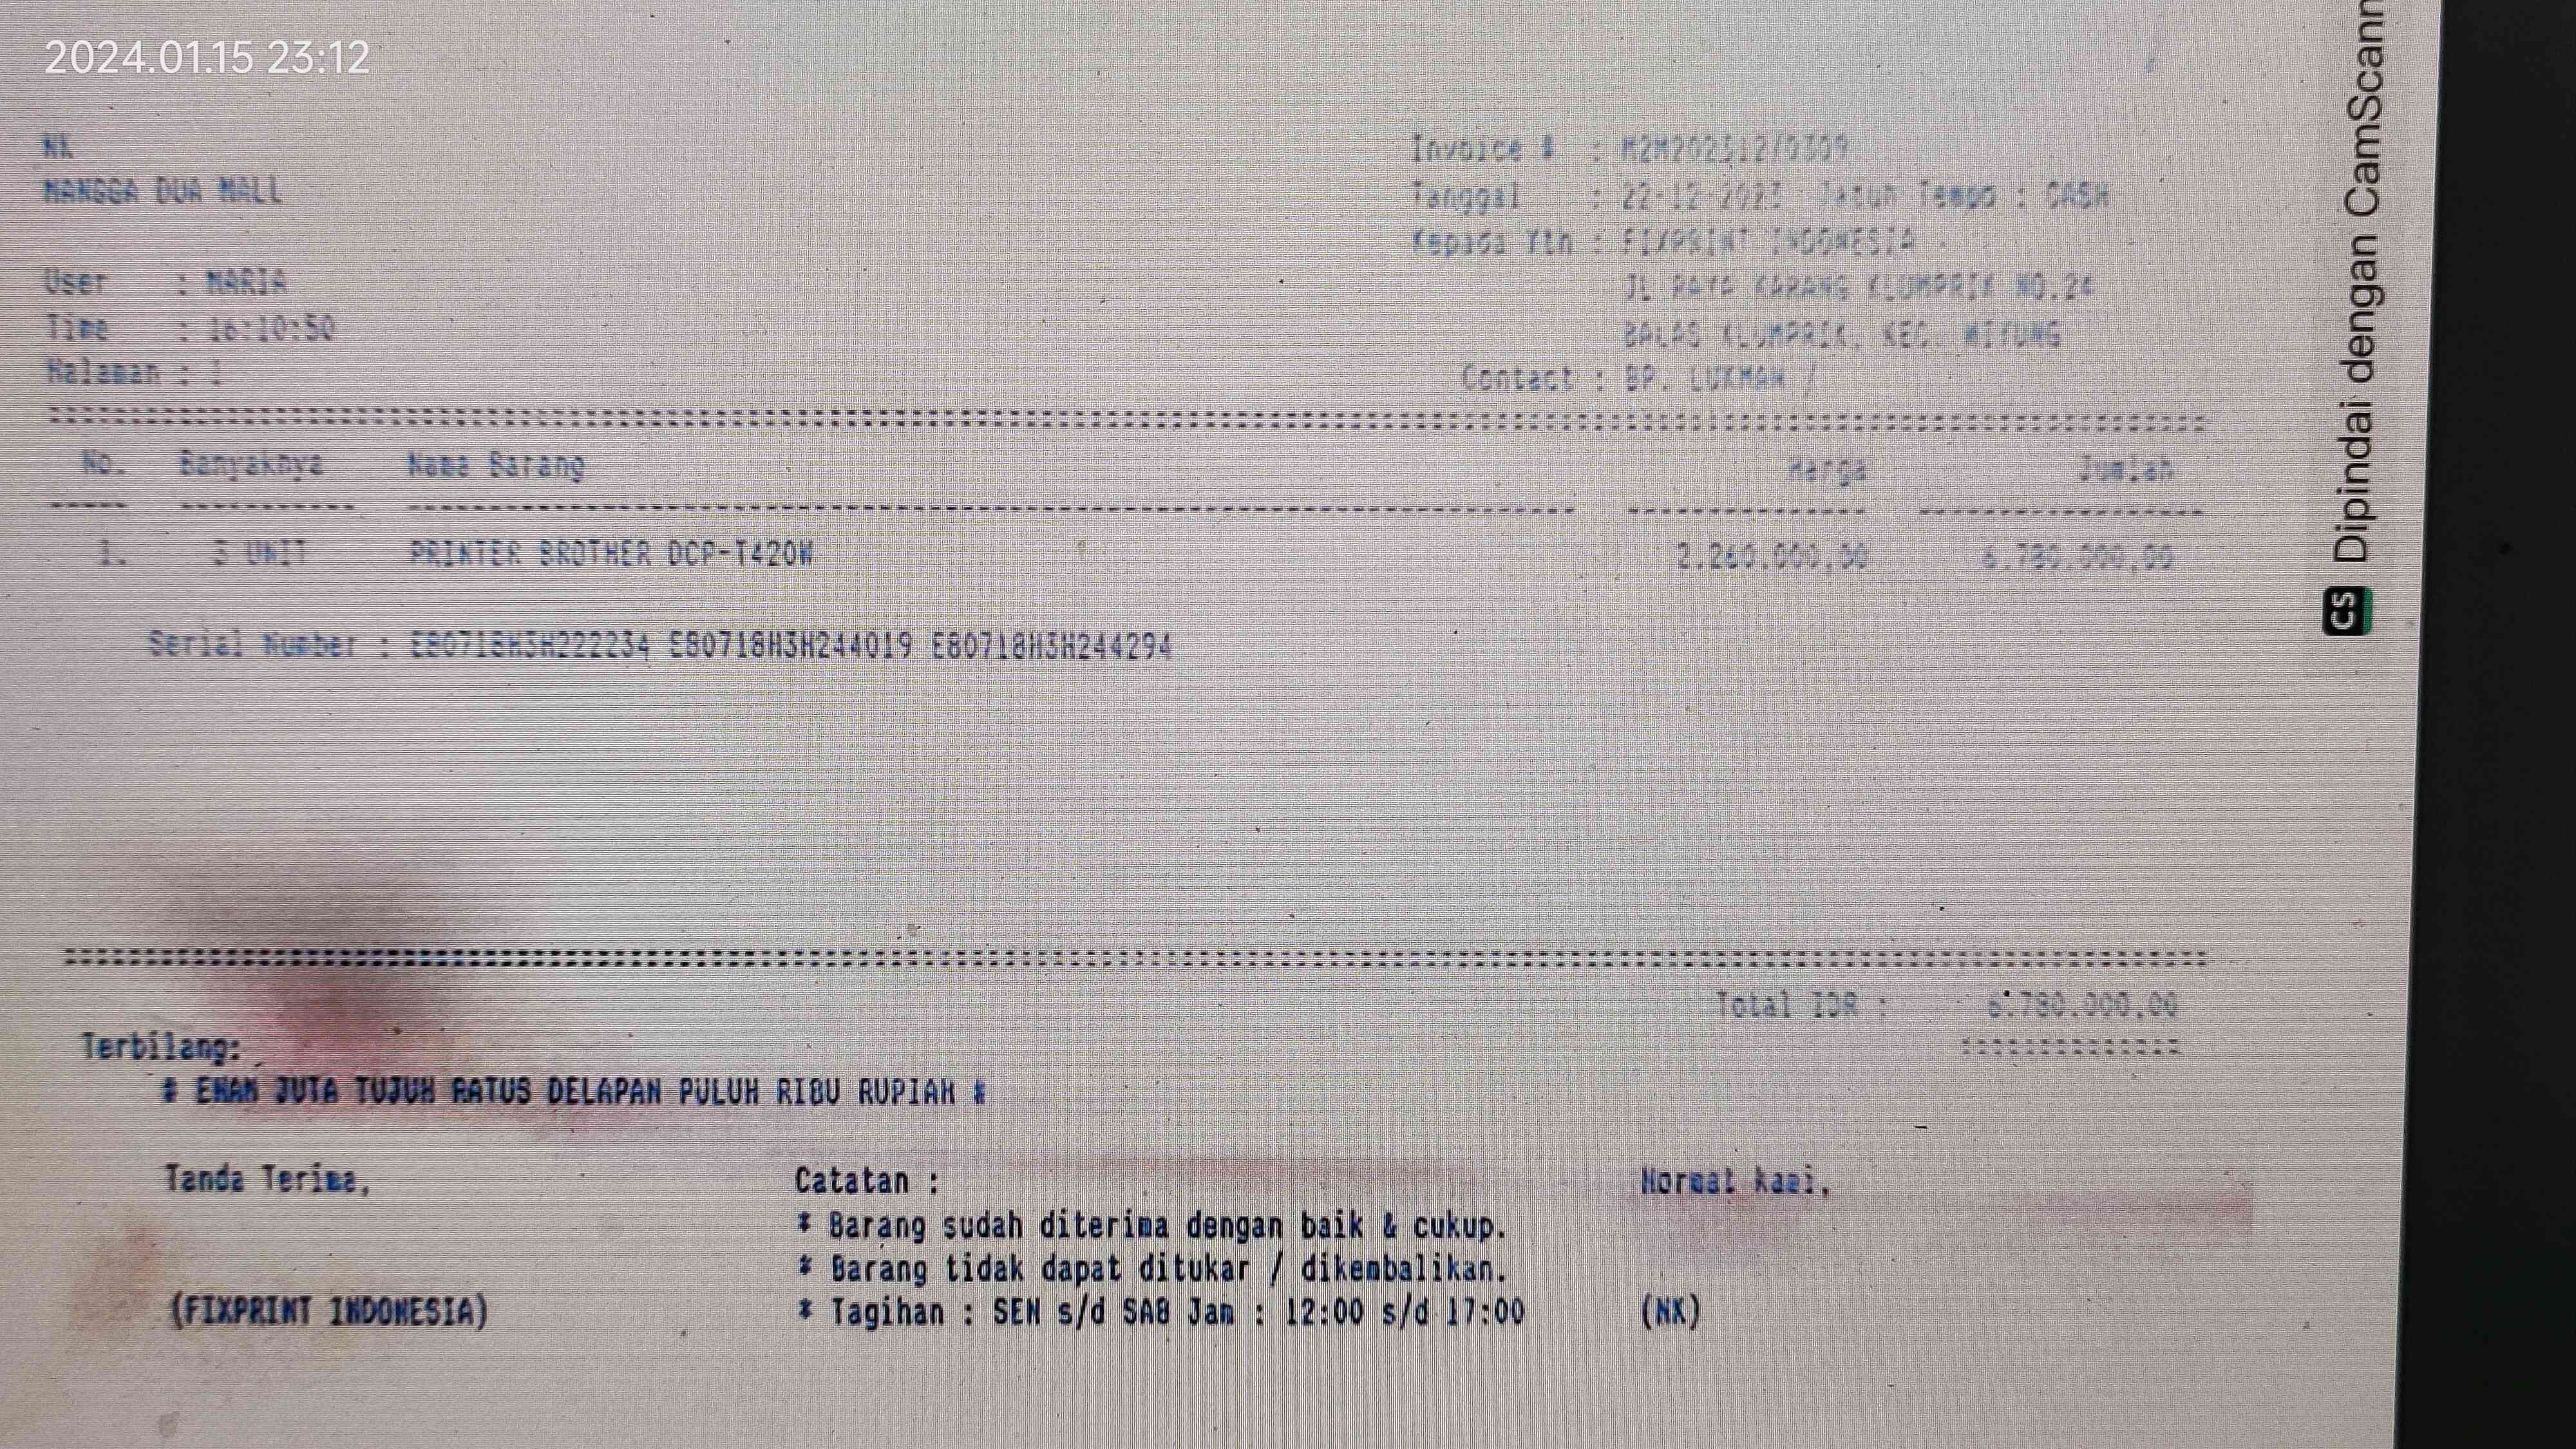 2024.01.15 23:12
NK
MANGGA DUA MALL
Invoice # : M2M202312/0309
Tanggal : 22-12-2023 Jatuh Tempo : CASH
Kepada Yth : FIXPRINT INDONESIA
JL RAYA KARANG KLUMPRIK NO.24
BALAS KLUMPRIK, KEC. WIYUNG
Contact : BP. LUKMAN /
User : MARIA
Time : 16:10:50
Halaman : 1
No. Banyaknya Nama Barang Harga Jumlah
1. 3 UNIT PRINTER BROTHER DCP-T420W 2.260.000,00 6.780.000,00
Serial Number : E80718H3H222234 E80718H3H244019 E80718H3H244294
Total IDR : 6.780.000,00
Terbilang:
# ENAM JUTA TUJUH RATUS DELAPAN PULUH RIBU RUPIAH #
Tanda Terima, Catatan : Hormat kami,
* Barang sudah diterima dengan baik & cukup.
* Barang tidak dapat ditukar / dikembalikan.
(FIXPRINT INDONESIA) * Tagihan : SEN s/d SAB Jam : 12:00 s/d 17:00 (NK)
CS Dipindai dengan CamScann